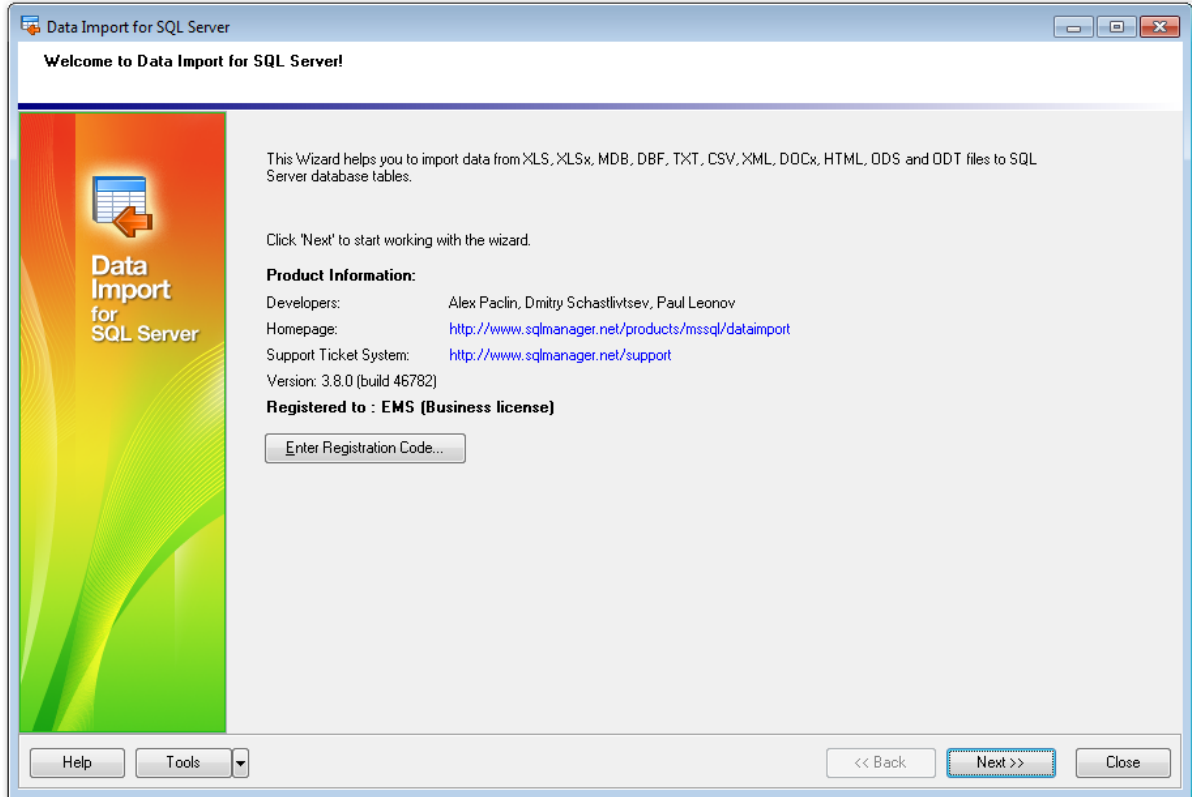 Data Import for SQL Server
Welcome to Data Import for SQL Server!
Data
Import
for
SQL Server
This Wizard helps you to import data from XLS, XLSx, MDB, DBF, TXT, CSV, XML, DOCx, HTML, ODS and ODT files to SQL
Server database tables.
Click 'Next' to start working with the wizard.
Product Information:
Developers: Alex Paclin, Dmitry Schastlivtsev, Paul Leonov
Homepage: http://www.sqlmanager.net/products/mssql/dataimport
Support Ticket System: http://www.sqlmanager.net/support
Version: 3.8.0 (build 46782)
Registered to : EMS (Business license)
Enter Registration Code...
Help Tools << Back Next >> Close